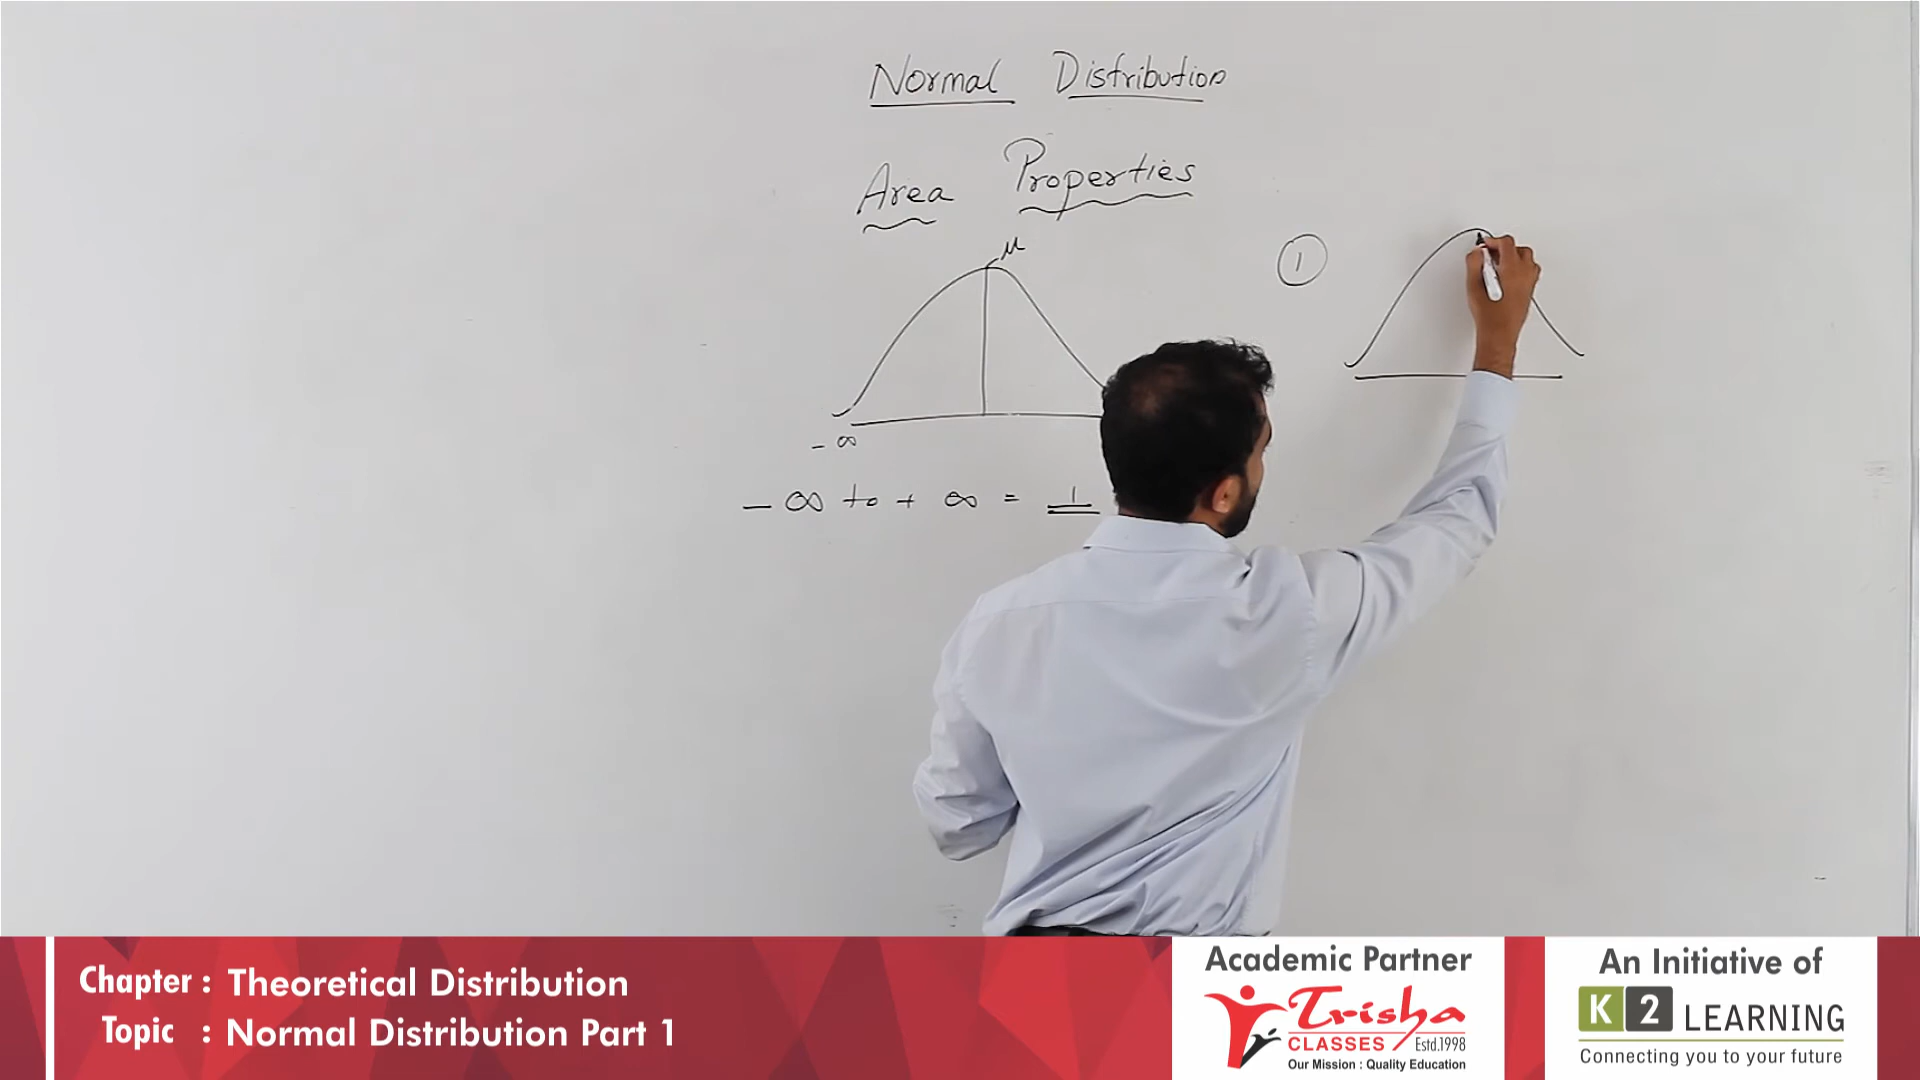 Normal Distribution
Area Properties
μ
①
- ∞
- ∞ to + ∞ = 1
Chapter : Theoretical Distribution
Topic : Normal Distribution Part 1
Academic Partner
Trisha
CLASSES Estd.1998
Our Mission : Quality Education
An Initiative of
K2 LEARNING
Connecting you to your future